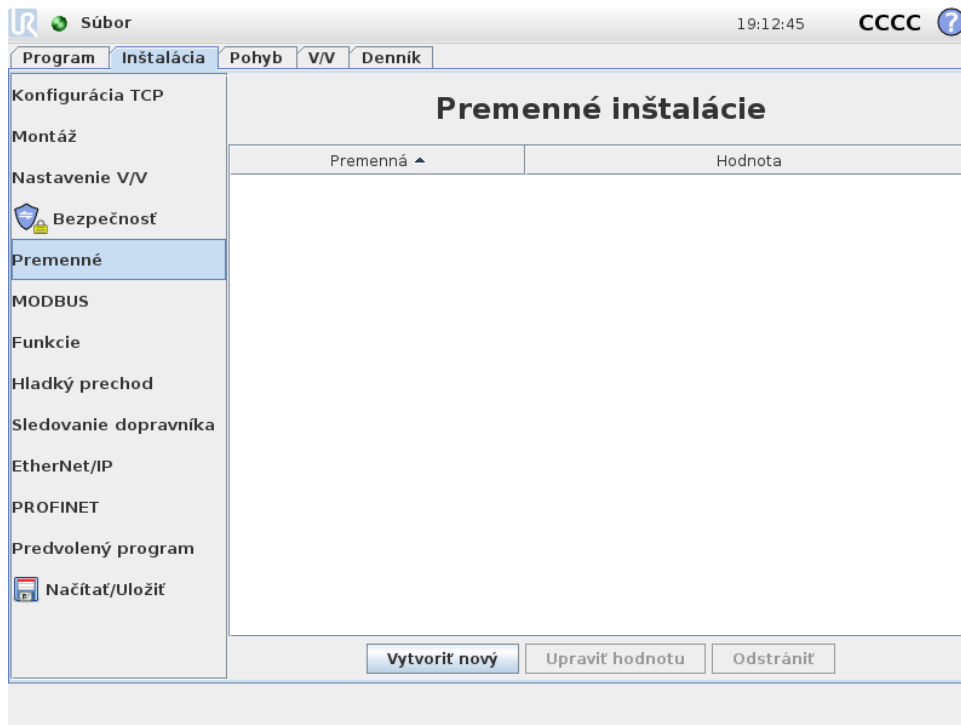 UR Súbor 19:12:45 CCCC ?
Program Inštalácia Pohyb V/V Denník
Konfigurácia TCP
Montáž
Nastavenie V/V
Bezpečnosť
Premenné
MODBUS
Funkcie
Hladký prechod
Sledovanie dopravníka
EtherNet/IP
PROFINET
Predvolený program
Načítať/Uložiť
Premenné inštalácie
Premenná Hodnota
Vytvoriť nový Upraviť hodnotu Odstrániť